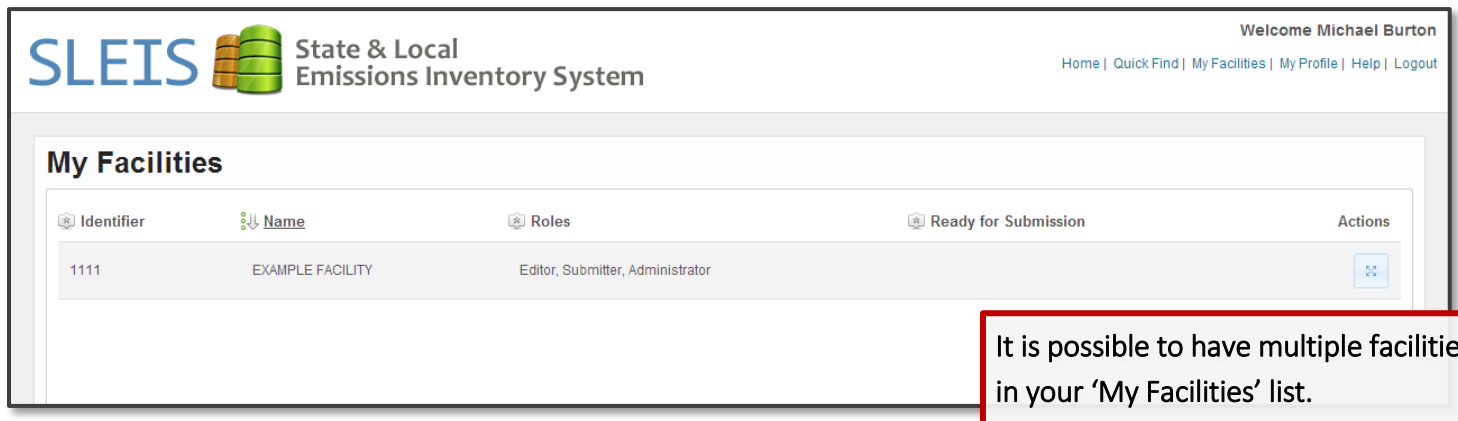 Welcome Michael Burton
SLEIS State & Local
Emissions Inventory System
Home | Quick Find | My Facilities | My Profile | Help | Logout
My Facilities
Identifier Name Roles Ready for Submission Actions
1111 EXAMPLE FACILITY Editor, Submitter, Administrator
It is possible to have multiple facilitie
in your ‘My Facilities’ list.